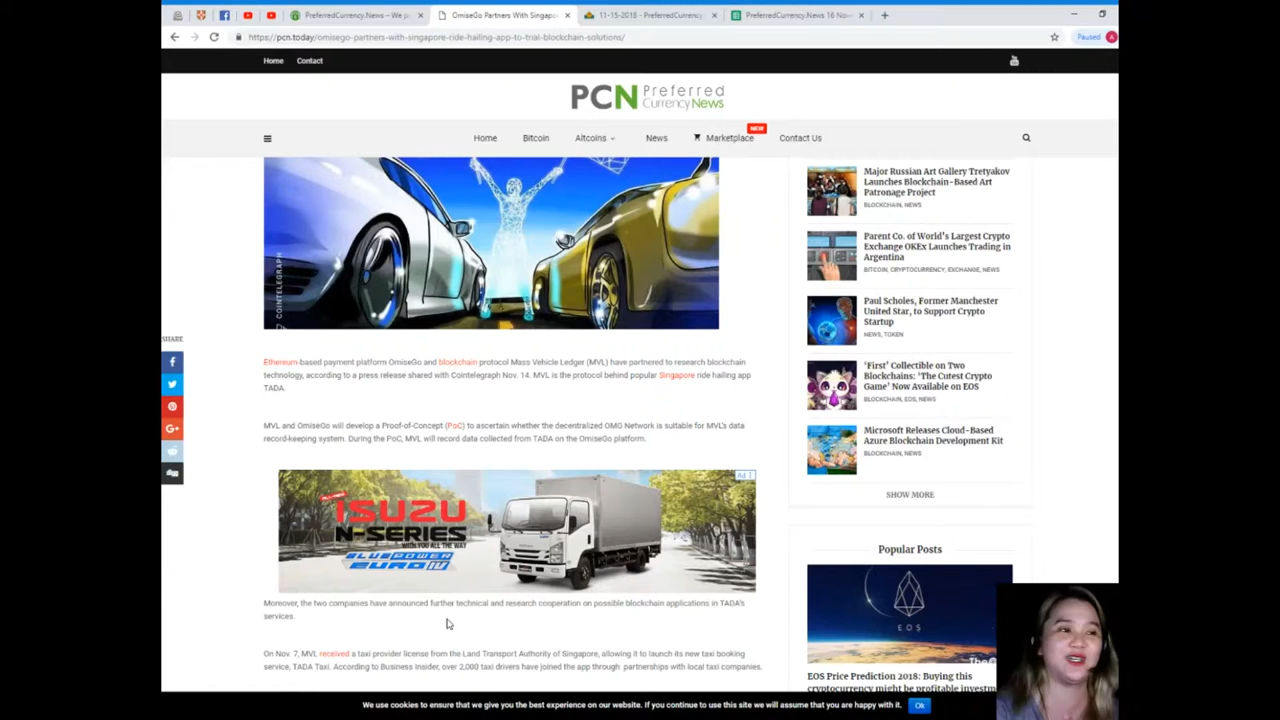 PreferredCurrency.News – We p
OmiseGo Partners With Singapo
11-15-2018 - PreferredCurrency
PreferredCurrency.News 16 Nov
https://pcn.today/omisego-partners-with-singapore-ride-hailing-app-to-trial-blockchain-solutions/
Paused
A
Home
Contact
PCN Preferred
Currency News
Home
Bitcoin
Altcoins
News
NEW
Marketplace
Contact Us
COINTELEGRAPH
SHARE
Ethereum-based payment platform OmiseGo and blockchain protocol Mass Vehicle Ledger (MVL) have partnered to research blockchain
technology, according to a press release shared with Cointelegraph Nov. 14. MVL is the protocol behind popular Singapore ride hailing app
TADA.
MVL and OmiseGo will develop a Proof-of-Concept (PoC) to ascertain whether the decentralized OMG Network is suitable for MVL's data
record-keeping system. During the PoC, MVL will record data collected from TADA on the OmiseGo platform.
Ad
ISUZU
N-SERIES
WITH YOU ALL THE WAY
BLUE POWER
EURO IV
Moreover, the two companies have announced further technical and research cooperation on possible blockchain applications in TADA's
services.
On Nov. 7, MVL received a taxi provider license from the Land Transport Authority of Singapore, allowing it to launch its new taxi booking
service, TADA Taxi. According to Business Insider, over 2,000 taxi drivers have joined the app through partnerships with local taxi companies.
Major Russian Art Gallery Tretyakov
Launches Blockchain-Based Art
Patronage Project
BLOCKCHAIN, NEWS
Parent Co. of World's Largest Crypto
Exchange OKEx Launches Trading in
Argentina
BITCOIN, CRYPTOCURRENCY, EXCHANGE, NEWS
Paul Scholes, Former Manchester
United Star, to Support Crypto
Startup
NEWS, TOKEN
'First' Collectible on Two
Blockchains: 'The Cutest Crypto
Game' Now Available on EOS
BLOCKCHAIN, EOS, NEWS
Microsoft Releases Cloud-Based
Azure Blockchain Development Kit
BLOCKCHAIN, NEWS
SHOW MORE
Popular Posts
EOS
The
EOS Price Prediction 2018: Buying this
cryptocurrency might be profitable investm
We use cookies to ensure that we give you the best experience on our website. If you continue to use this site we will assume that you are happy with it.
Ok